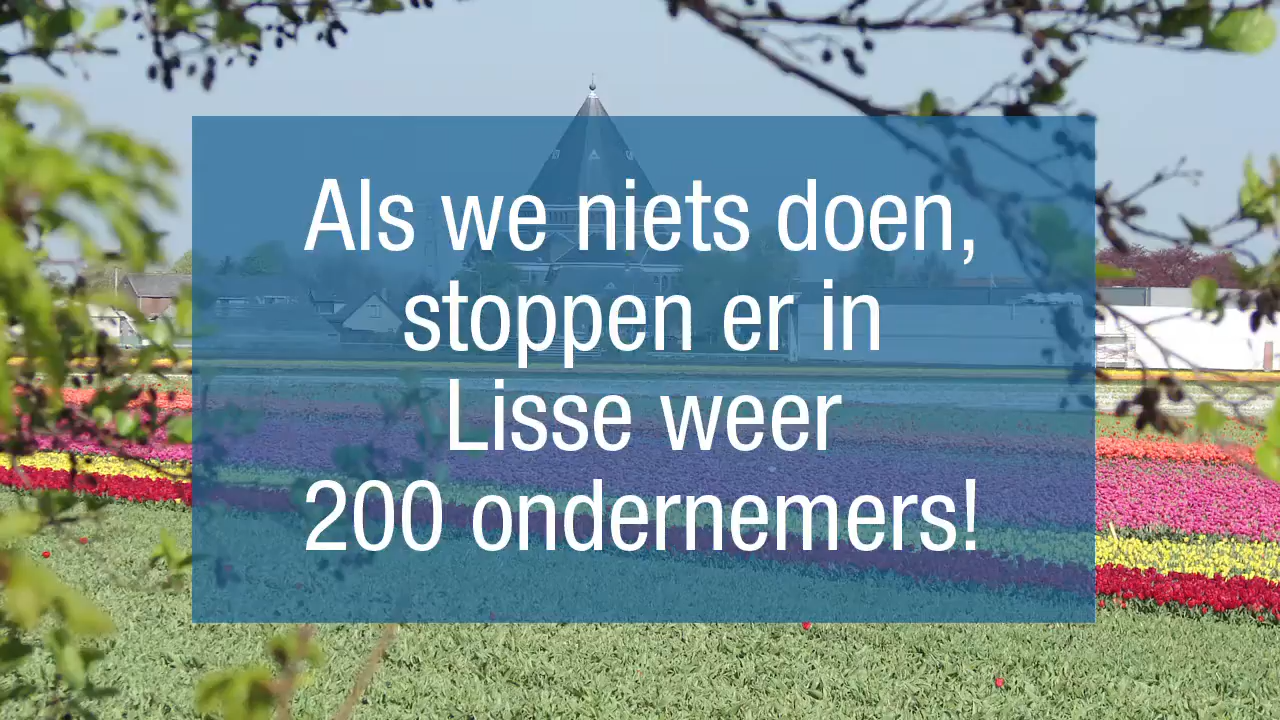 Als we niets doen,
stoppen er in
Lisse weer
200 ondernemers!